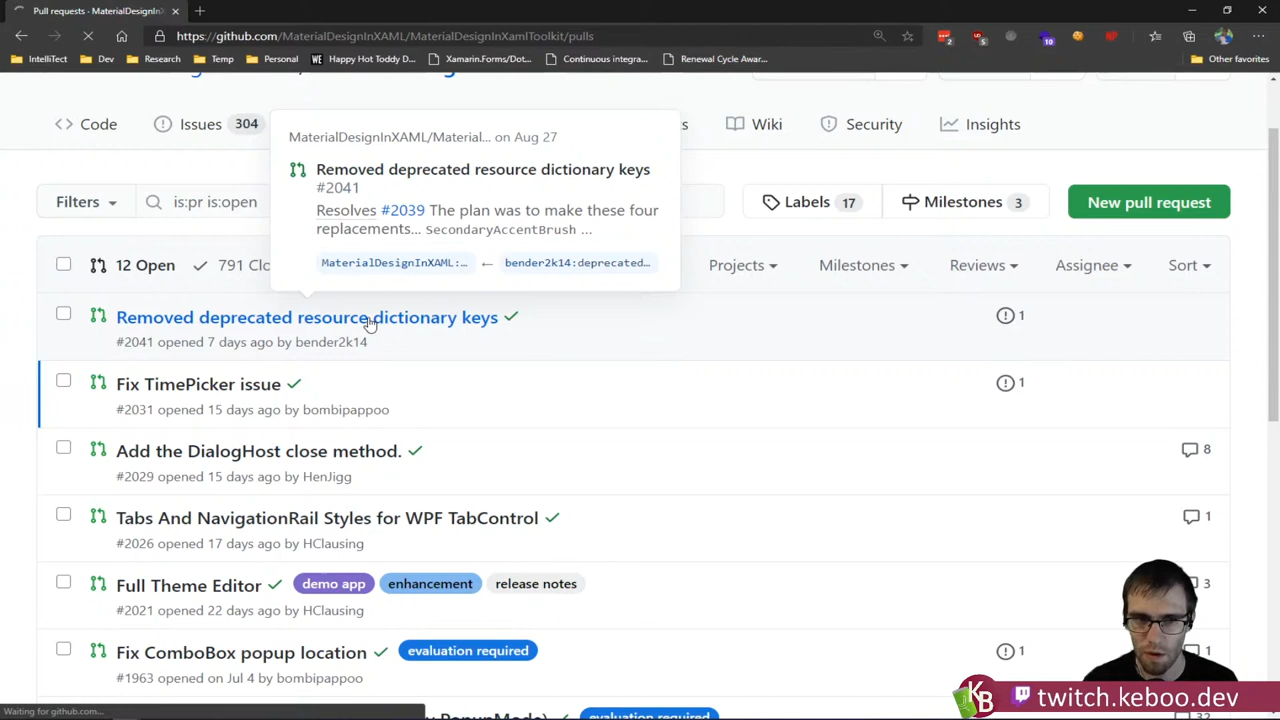 Pull requests · MaterialDesignInX
https://github.com/MaterialDesignInXAML/MaterialDesignInXamlToolkit/pulls
2
5
10
IntelliTect
Dev
Research
Temp
Personal
WE Happy Hot Toddy D...
Xamarin.Forms/Dot...
Continuous integra...
Renewal Cycle Awar...
Other favorites
Code
Issues 304
Wiki
Security
Insights
MaterialDesignInXAML/Material... on Aug 27
Removed deprecated resource dictionary keys
#2041
Resolves #2039 The plan was to make these four
replacements... SecondaryAccentBrush ...
MaterialDesignInXAML:… ← bender2k14:deprecated…
Filters
is:pr is:open
Labels 17
Milestones 3
New pull request
12 Open
791 Clo
Projects
Milestones
Reviews
Assignee
Sort
Removed deprecated resource dictionary keys
1
#2041 opened 7 days ago by bender2k14
Fix TimePicker issue
1
#2031 opened 15 days ago by bombipappoo
Add the DialogHost close method.
8
#2029 opened 15 days ago by HenJigg
Tabs And NavigationRail Styles for WPF TabControl
1
#2026 opened 17 days ago by HClausing
Full Theme Editor demo app enhancement release notes
3
#2021 opened 22 days ago by HClausing
Fix ComboBox popup location evaluation required
1
1
#1963 opened on Jul 4 by bombipappoo
PopupMode)
evaluation required
32
Waiting for github.com...
KB
twitch.keboo.dev